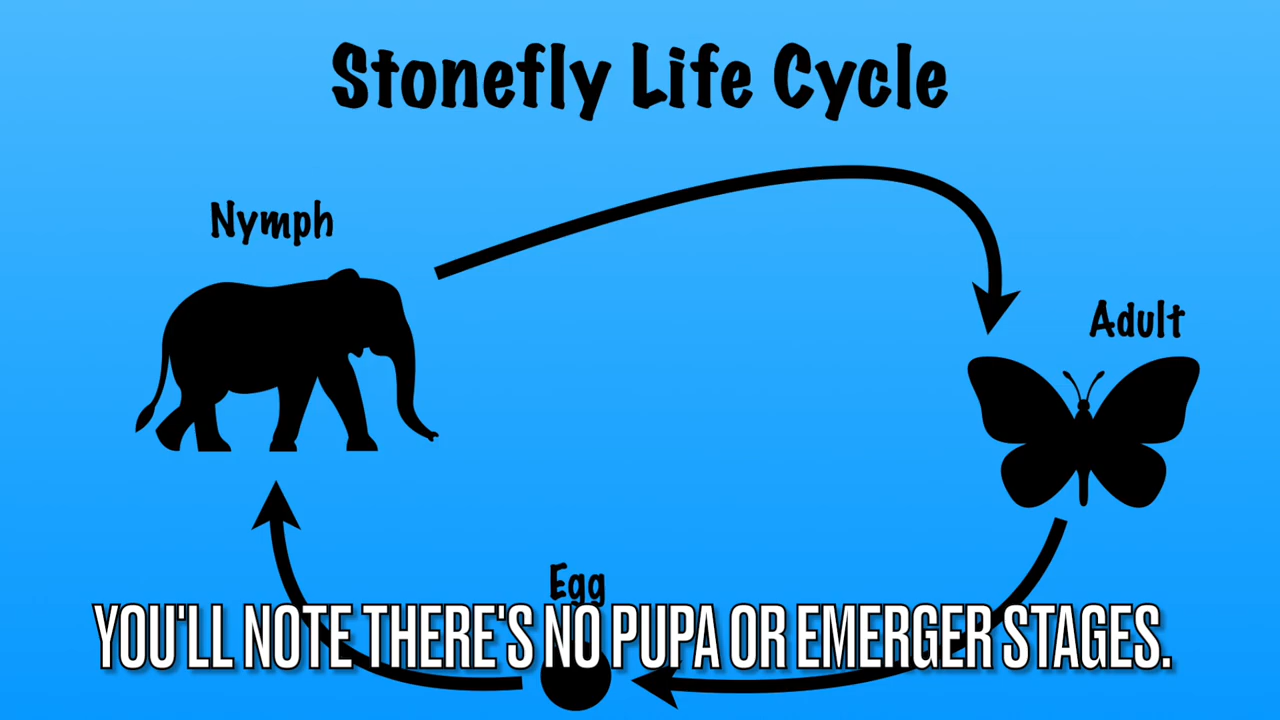 Stonefly Life Cycle
Nymph
Adult
Egg
YOU'LL NOTE THERE'S NO PUPA OR EMERGER STAGES.